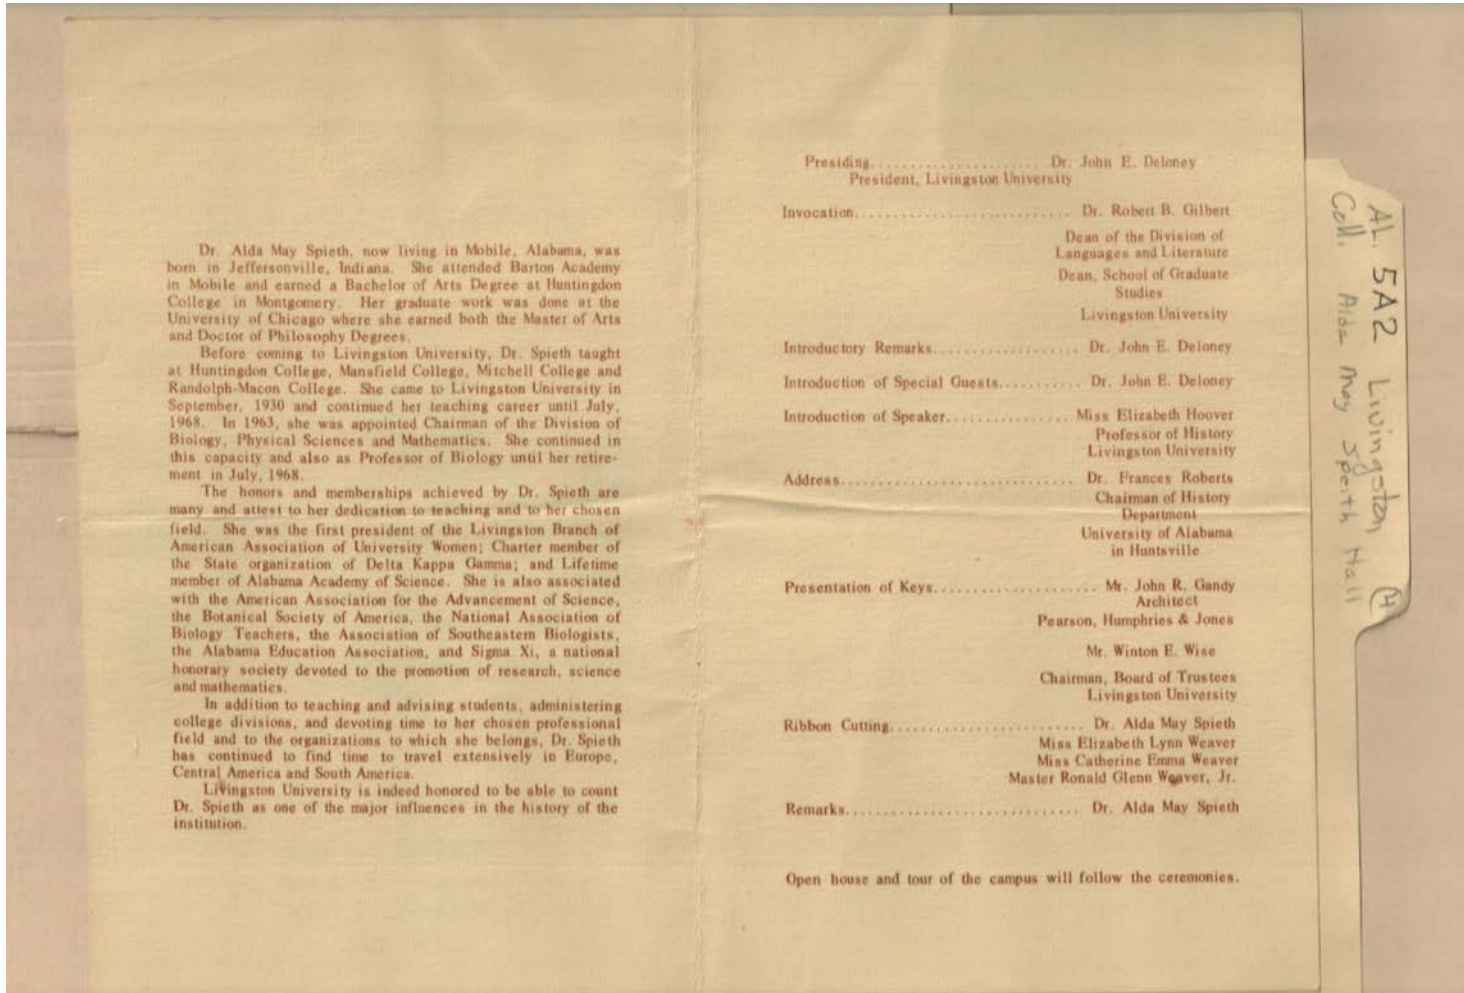 Dr. Alda May Spieth, now living in Mobile, Alabama, was
born in Jeffersonville, Indiana. She attended Barton Academy
in Mobile and earned a Bachelor of Arts Degree at Huntingdon
College in Montgomery. Her graduate work was done at the
University of Chicago where she earned both the Master of Arts
and Doctor of Philosophy Degrees.
Before coming to Livingston University, Dr. Spieth taught
at Huntingdon College, Mansfield College, Mitchell College and
Randolph-Macon College. She came to Livingston University in
September, 1930 and continued her teaching career until July,
1968. In 1963, she was appointed Chairman of the Division of
Biology, Physical Sciences and Mathematics. She continued in
this capacity and also as Professor of Biology until her retire-
ment in July, 1968.
The honors and memberships achieved by Dr. Spieth are
many and attest to her dedication to teaching and to her chosen
field. She was the first president of the Livingston Branch of
American Association of University Women; Charter member of
the State organization of Delta Kappa Gamma; and Lifetime
member of Alabama Academy of Science. She is also associated
with the American Association for the Advancement of Science,
the Botanical Society of America, the National Association of
Biology Teachers, the Association of Southeastern Biologists,
the Alabama Education Association, and Sigma Xi, a national
honorary society devoted to the promotion of research, science
and mathematics.
In addition to teaching and advising students, administering
college divisions, and devoting time to her chosen professional
field and to the organizations to which she belongs, Dr. Spieth
has continued to find time to travel extensively in Europe,
Central America and South America.
Livingston University is indeed honored to be able to count
Dr. Spieth as one of the major influences in the history of the
institution.
Presiding...................... Dr. John E. Deloney
President, Livingston University
Invocation........................... Dr. Robert B. Gilbert
Dean of the Division of
Languages and Literature
Dean, School of Graduate
Studies
Livingston University
Introductory Remarks.................. Dr. John E. Deloney
Introduction of Special Guests.......... Dr. John E. Deloney
Introduction of Speaker............... Miss Elizabeth Hoover
Professor of History
Livingston University
Address............................. Dr. Frances Roberts
Chairman of History
Department
University of Alabama
in Huntsville
Presentation of Keys..................... Mr. John R. Gandy
Architect
Pearson, Humphries & Jones
Mr. Winton E. Wise
Chairman, Board of Trustees
Livingston University
Ribbon Cutting........................ Dr. Alda May Spieth
Miss Elizabeth Lynn Weaver
Miss Catherine Emma Weaver
Master Ronald Glenn Weaver, Jr.
Remarks............................. Dr. Alda May Spieth
Open house and tour of the campus will follow the ceremonies.
AL. 5A2 Livingston (4)
Coll. Alda May Speith Hall